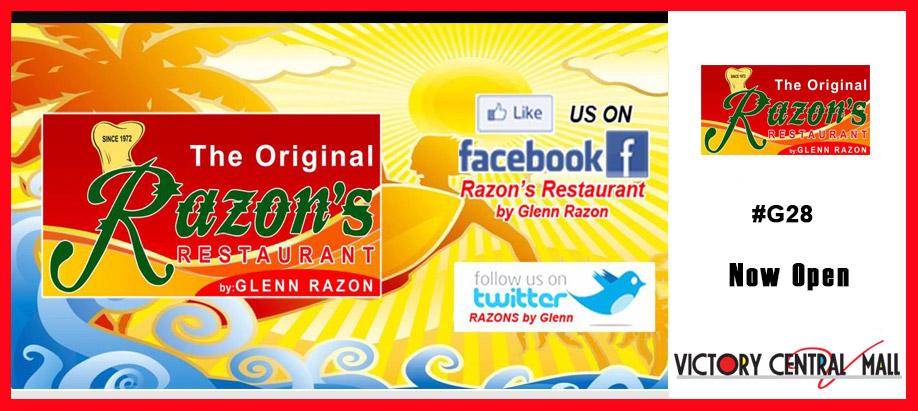 SINCE 1972
The Original
Razon's
RESTAURANT
by:GLENN RAZON
Like US ON
facebook f
Razon's Restaurant
by Glenn Razon
follow us on
twitter
RAZONS by Glenn
SINCE 1972
The Original
Razon's
RESTAURANT
by:GLENN RAZON
#G28
Now Open
VICTORY CENTRAL MALL